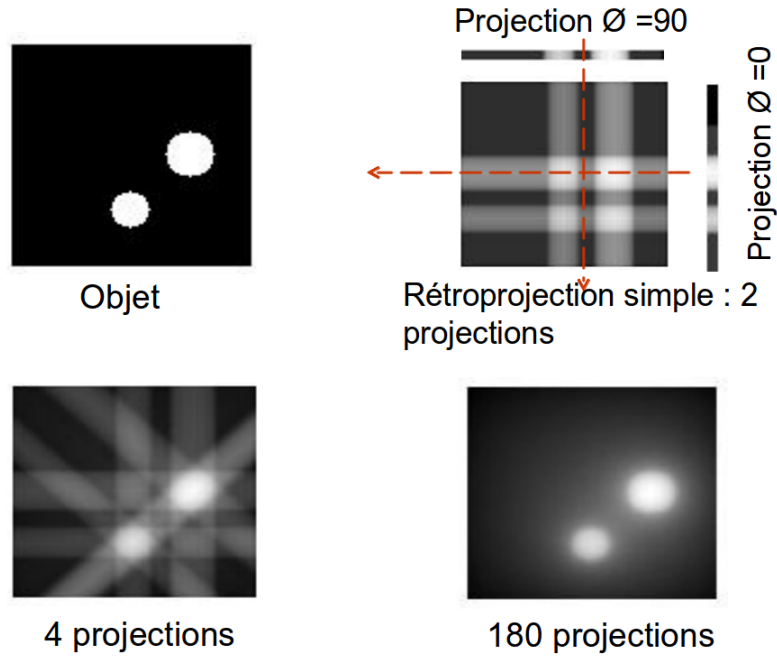 Projection Ø =90
Projection Ø =0
Objet
Rétroprojection simple : 2
projections
4 projections
180 projections